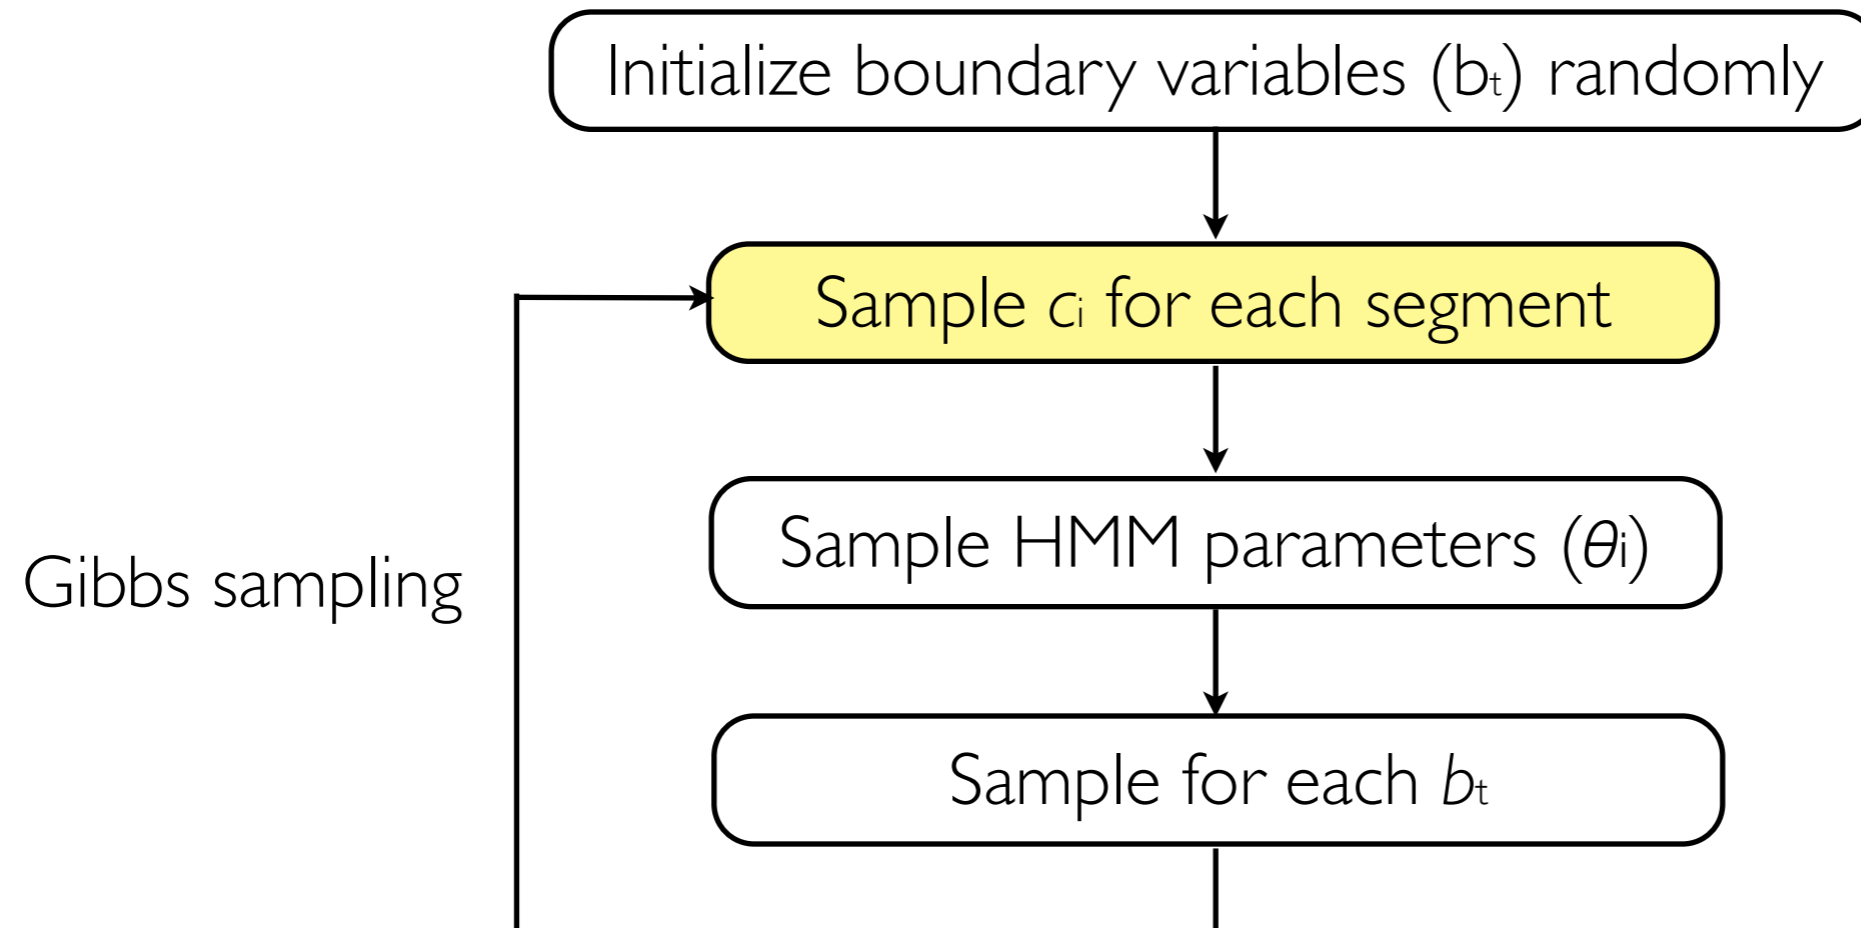 Initialize boundary variables (bt) randomly
Sample ci for each segment
Sample HMM parameters (θi)
Gibbs sampling
Sample for each bt